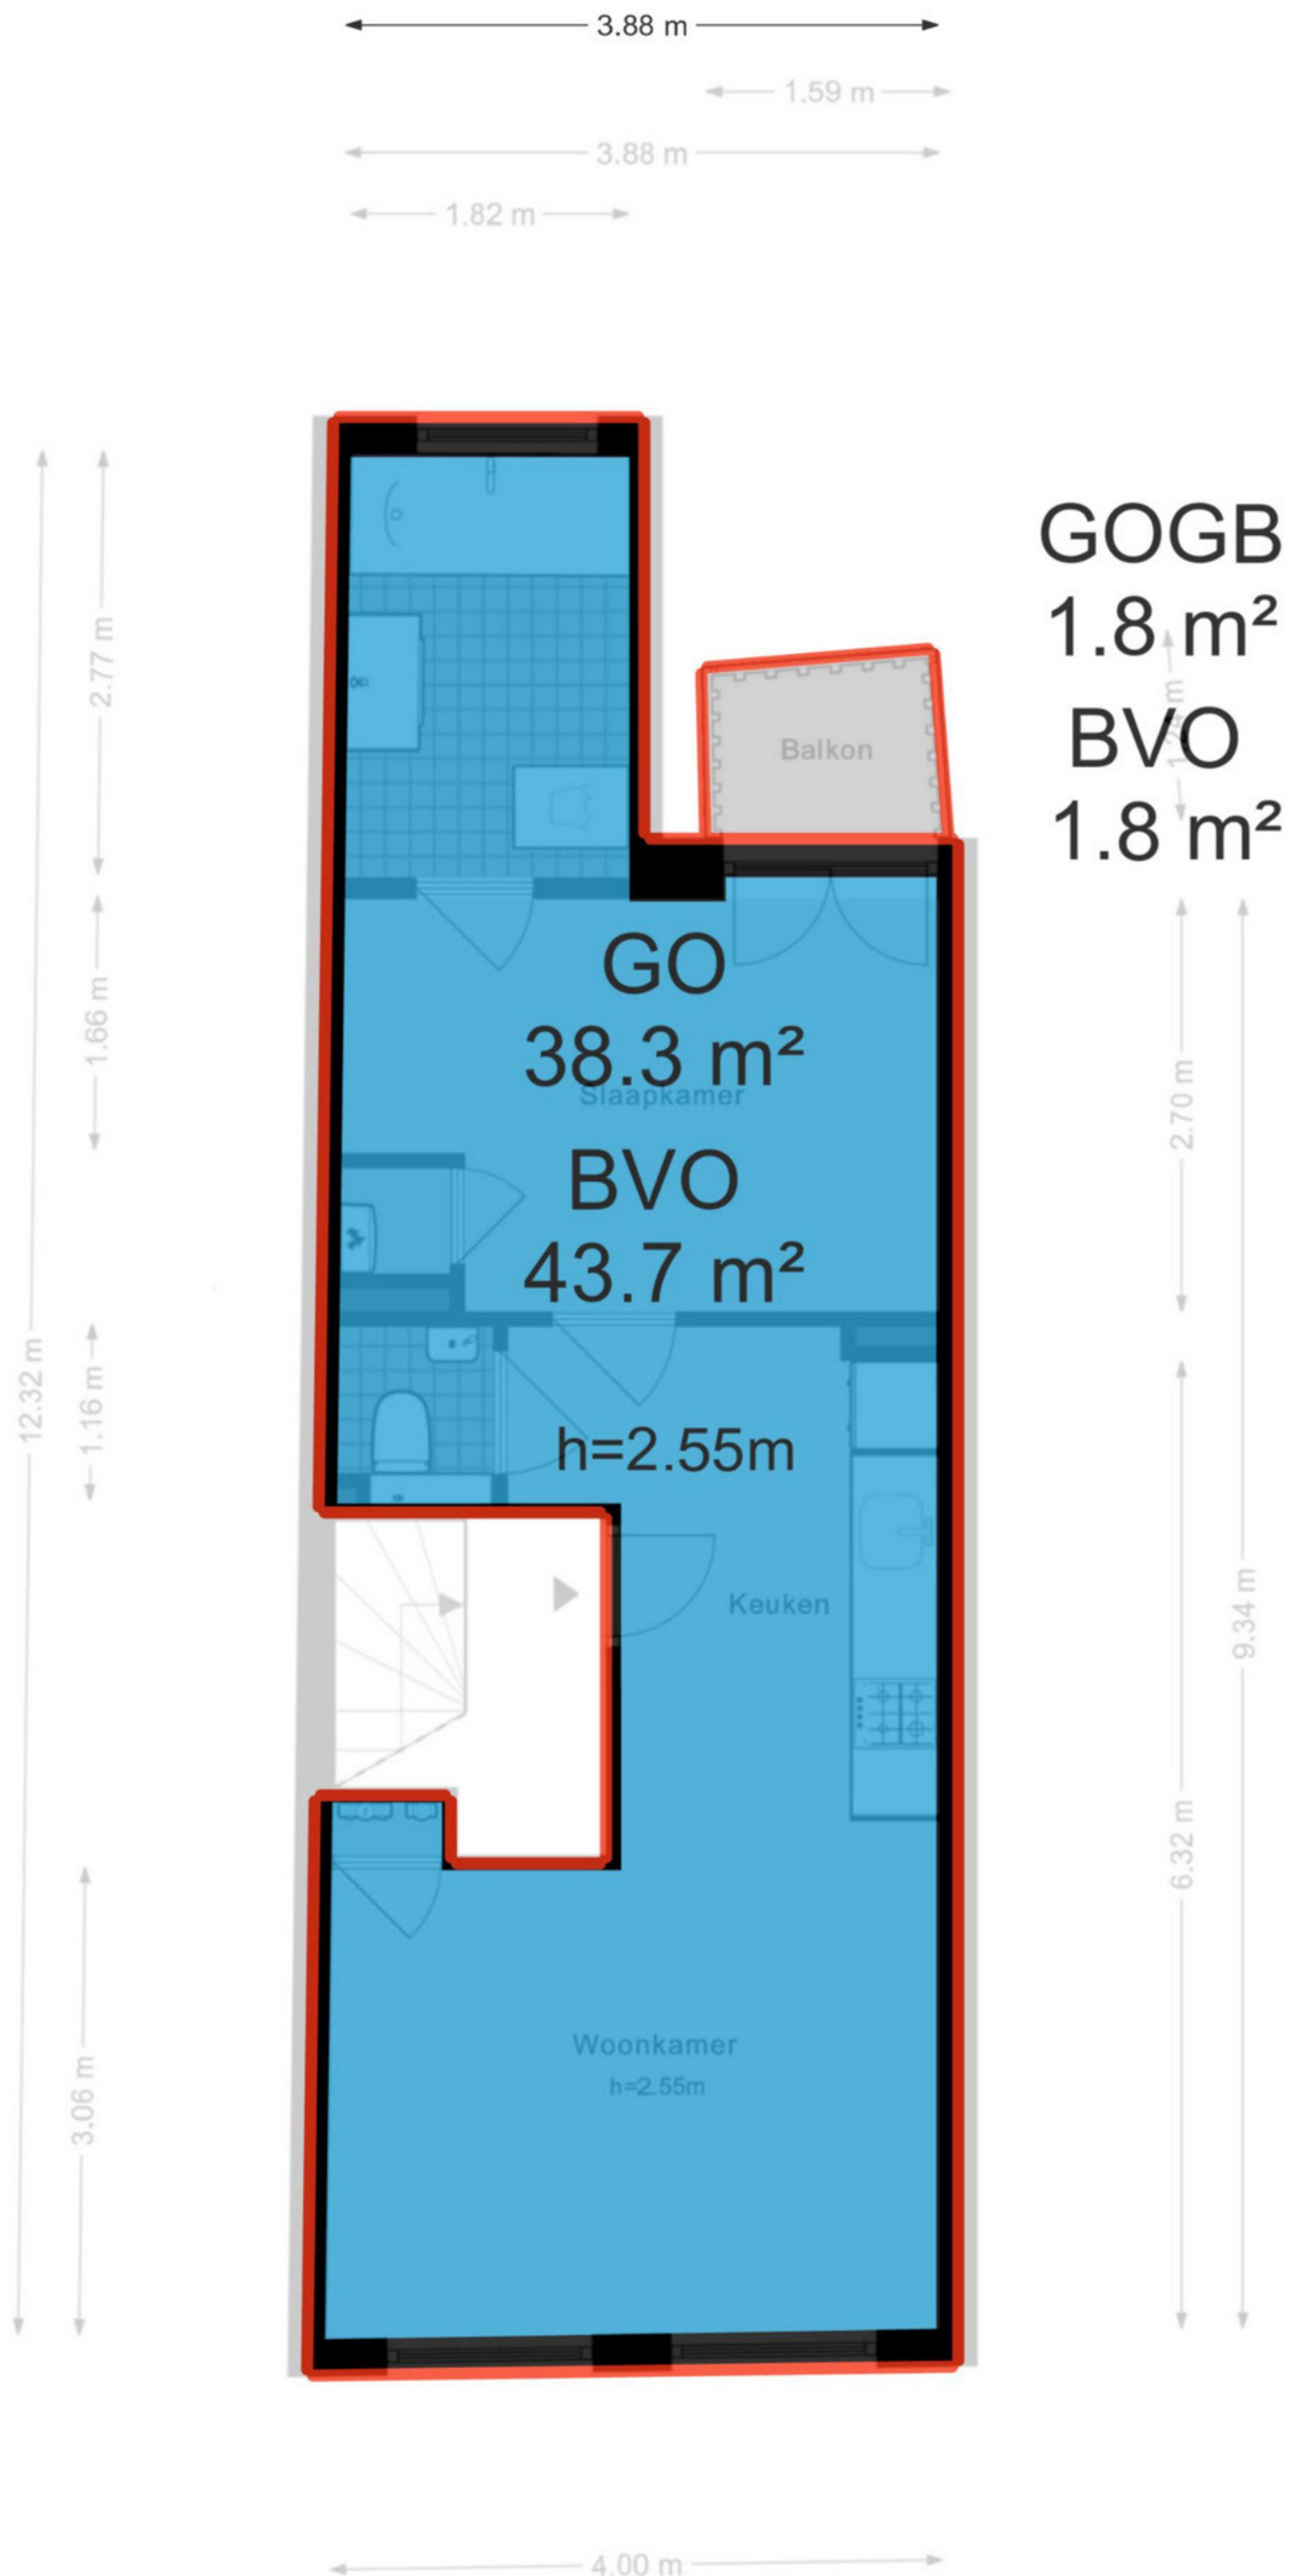 3.88 m
1.59 m
3.88 m
1.82 m
GOGB
1.8 m²
BVO
1.8 m²
2.77 m
1.24 m
Balkon
GO
38.3 m²
Slaapkamer
BVO
43.7 m²
1.66 m
2.70 m
12.32 m
1.16 m
h=2.55m
Keuken
9.34 m
6.32 m
3.06 m
Woonkamer
h=2.55m
4.00 m